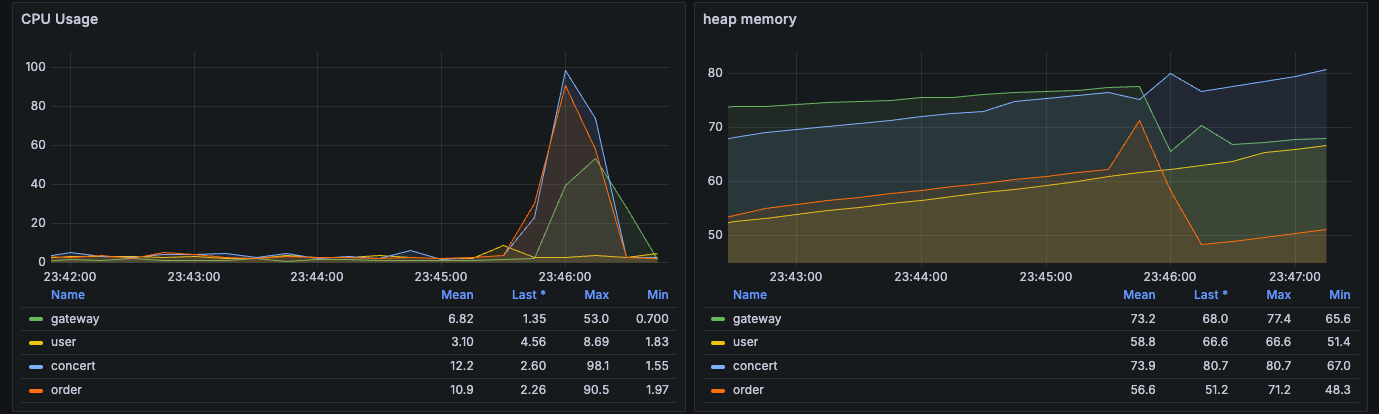 CPU Usage
100
80
60
40
20
0
23:42:00 23:43:00 23:44:00 23:45:00 23:46:00
Name Mean Last * Max Min
gateway 6.82 1.35 53.0 0.700
user 3.10 4.56 8.69 1.83
concert 12.2 2.60 98.1 1.55
order 10.9 2.26 90.5 1.97
heap memory
80
70
60
50
23:43:00 23:44:00 23:45:00 23:46:00 23:47:00
Name Mean Last * Max Min
gateway 73.2 68.0 77.4 65.6
user 58.8 66.6 66.6 51.4
concert 73.9 80.7 80.7 67.0
order 56.6 51.2 71.2 48.3